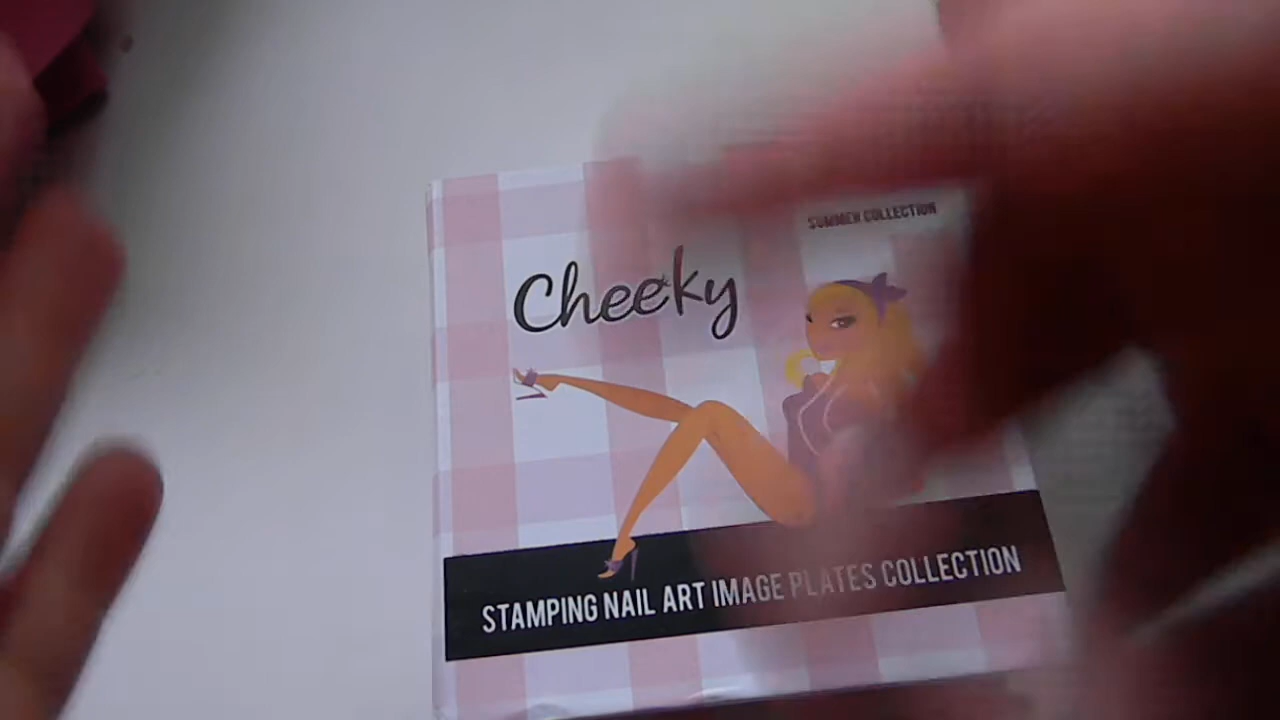 SUMMER COLLECTION
Cheeky
STAMPING NAIL ART IMAGE PLATES COLLECTION